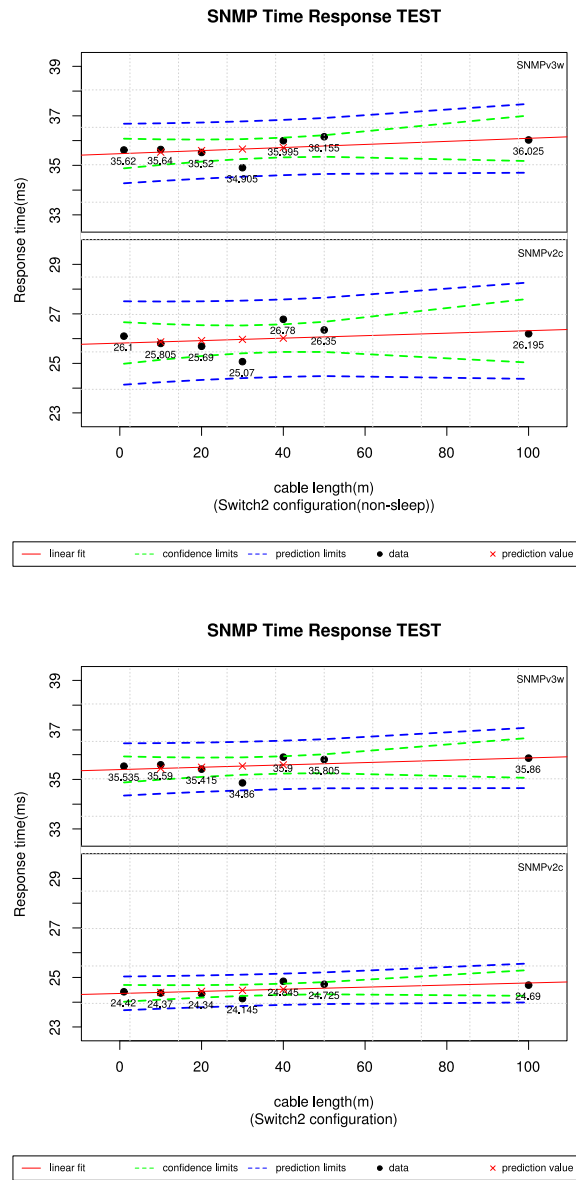 SNMP Time Response TEST
SNMPv3w
39
37
35
33
35.62
35.64
35.52
34.905
35.995
36.155
36.025
Response time(ms)
SNMPv2c
29
27
25
23
26.1
25.805
25.69
25.07
26.78
26.35
26.195
0 20 40 60 80 100
cable length(m)
(Switch2 configuration(non-sleep))
linear fit confidence limits prediction limits data prediction value
SNMP Time Response TEST
SNMPv3w
39
37
35
33
35.535
35.59
35.415
34.86
35.9
35.805
35.86
Response time(ms)
SNMPv2c
29
27
25
23
24.42
24.37
24.34
24.145
24.845
24.725
24.69
0 20 40 60 80 100
cable length(m)
(Switch2 configuration)
linear fit confidence limits prediction limits data prediction value